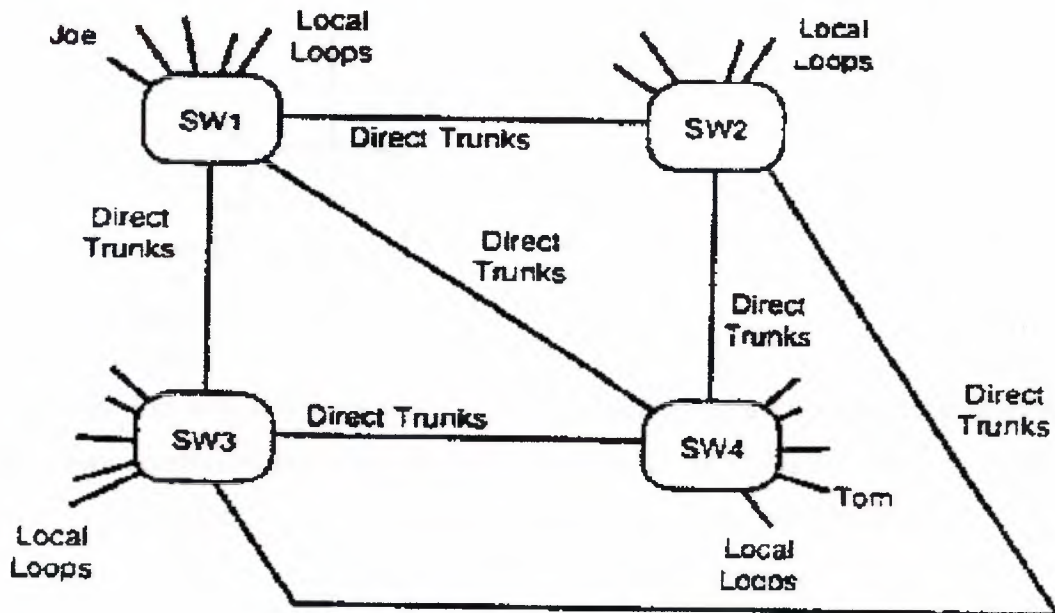 Joe
Local
Loops
Local
Loops
SW1
SW2
Direct Trunks
Direct
Trunks
Direct
Trunks
Direct
Trunks
Direct
Trunks
SW3
Direct Trunks
SW4
Tom
Local
Loops
Local
Loops